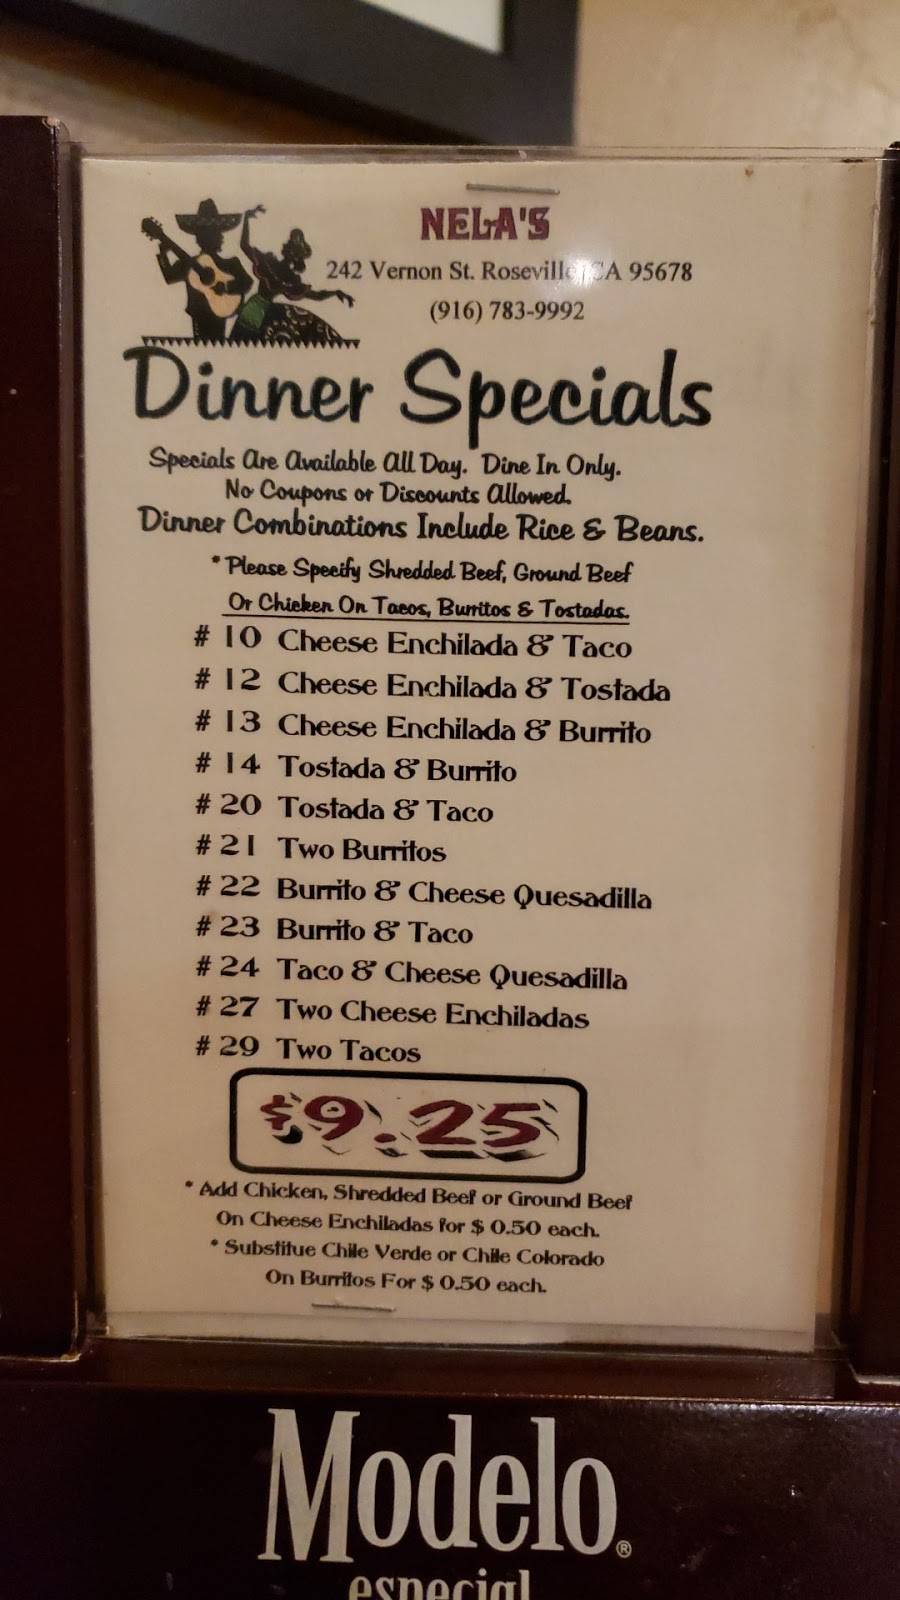 NELA'S
242 Vernon St. Roseville, CA 95678
(916) 783-9992
Dinner Specials
Specials Are Available All Day. Dine In Only.
No Coupons or Discounts Allowed.
Dinner Combinations Include Rice & Beans.
* Please Specify Shredded Beef, Ground Beef
Or Chicken On Tacos, Burritos & Tostadas.
# 10 Cheese Enchilada & Taco
# 12 Cheese Enchilada & Tostada
# 13 Cheese Enchilada & Burrito
# 14 Tostada & Burrito
# 20 Tostada & Taco
# 21 Two Burritos
# 22 Burrito & Cheese Quesadilla
# 23 Burrito & Taco
# 24 Taco & Cheese Quesadilla
# 27 Two Cheese Enchiladas
# 29 Two Tacos
$9.25
* Add Chicken, Shredded Beef or Ground Beef
On Cheese Enchiladas for $ 0.50 each.
* Substitue Chile Verde or Chile Colorado
On Burritos For $ 0.50 each.
Modelo®
especial